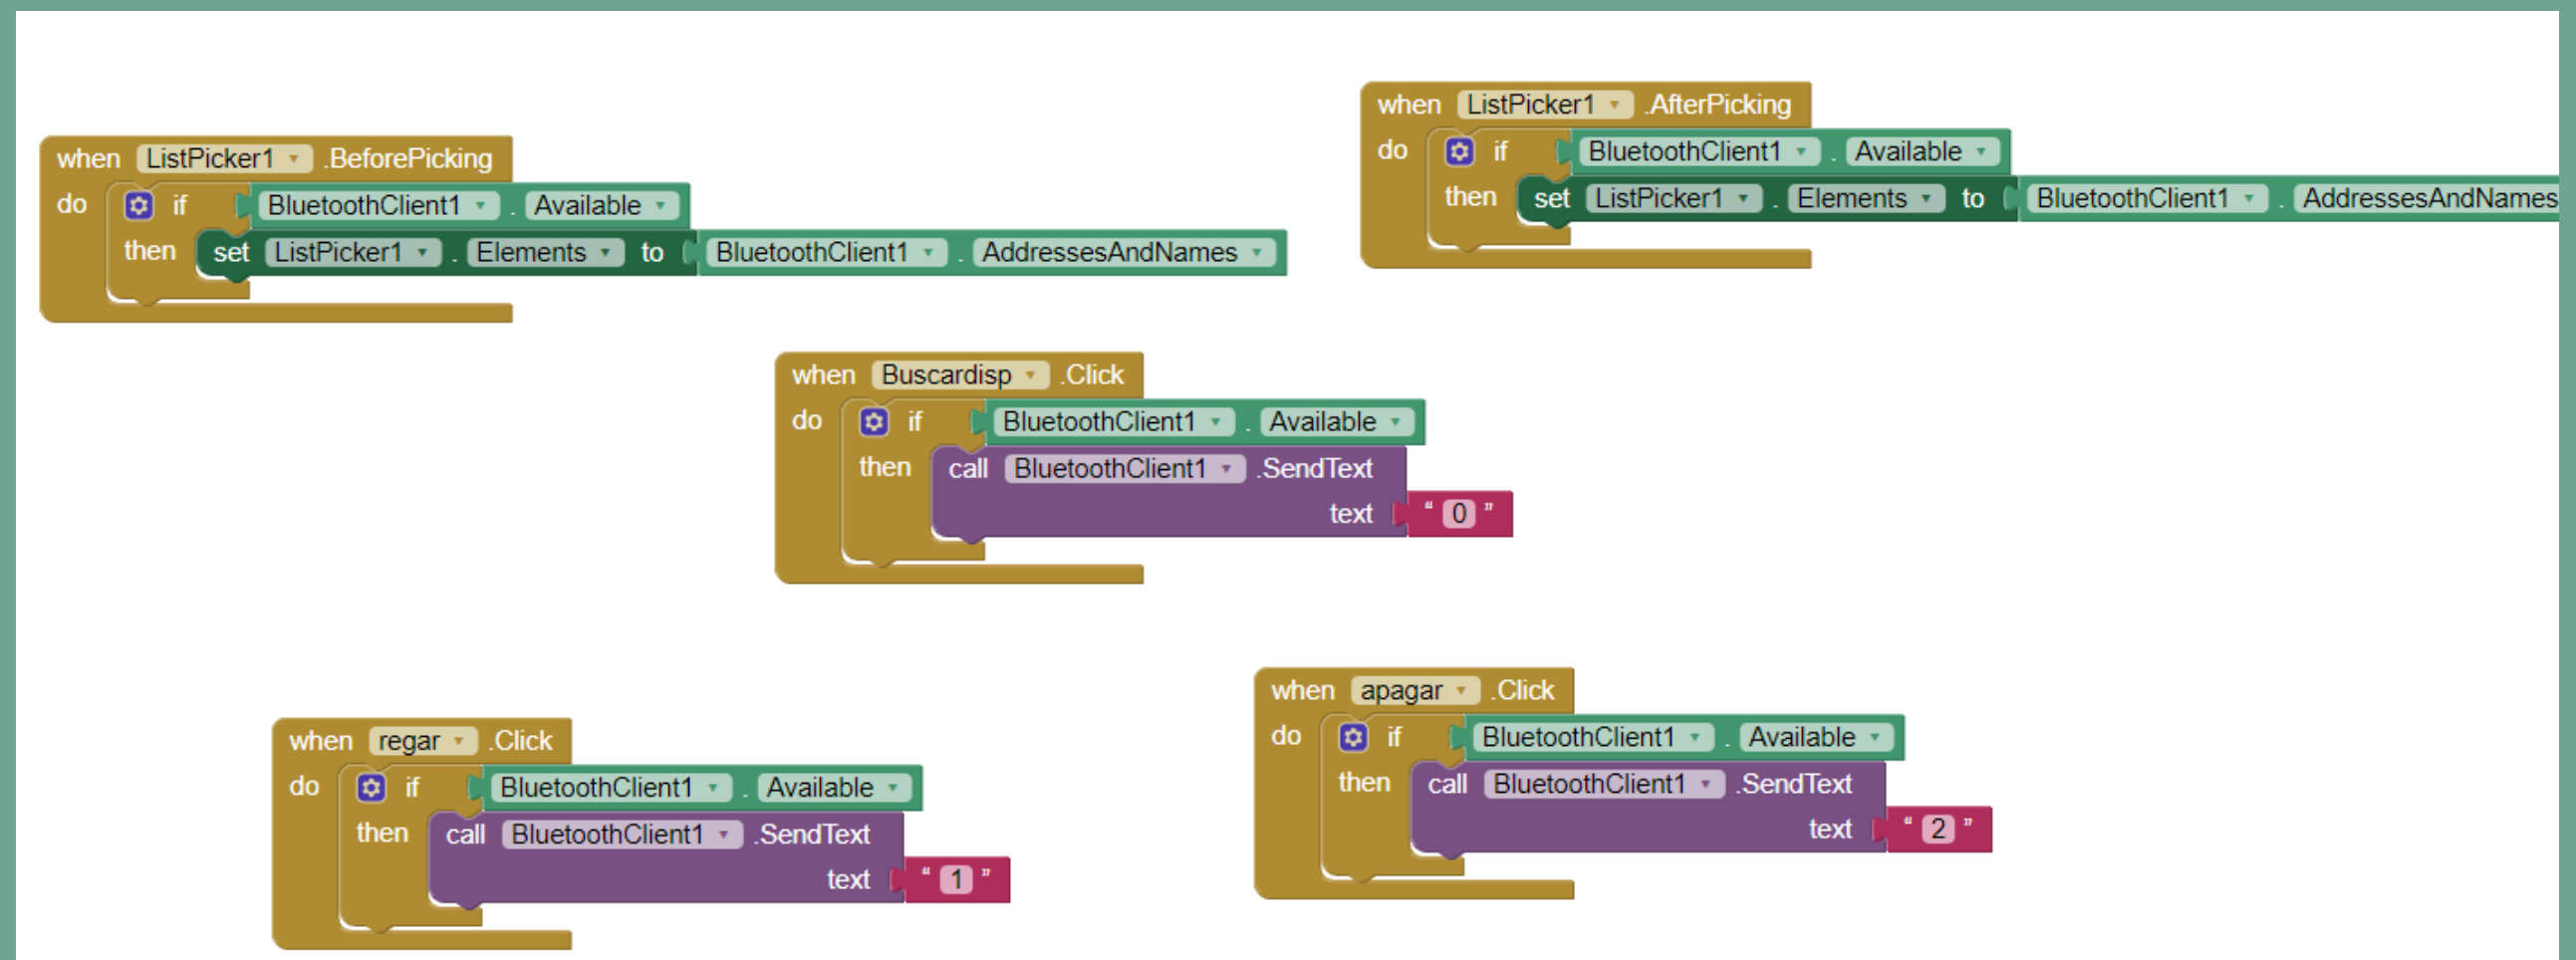 when ListPicker1 .BeforePicking
do if BluetoothClient1 . Available
then set ListPicker1 . Elements to BluetoothClient1 . AddressesAndNames
when ListPicker1 .AfterPicking
do if BluetoothClient1 . Available
then set ListPicker1 . Elements to BluetoothClient1 . AddressesAndNames
when Buscardisp .Click
do if BluetoothClient1 . Available
then call BluetoothClient1 .SendText
text “ 0 ”
when regar .Click
do if BluetoothClient1 . Available
then call BluetoothClient1 .SendText
text “ 1 ”
when apagar .Click
do if BluetoothClient1 . Available
then call BluetoothClient1 .SendText
text “ 2 ”